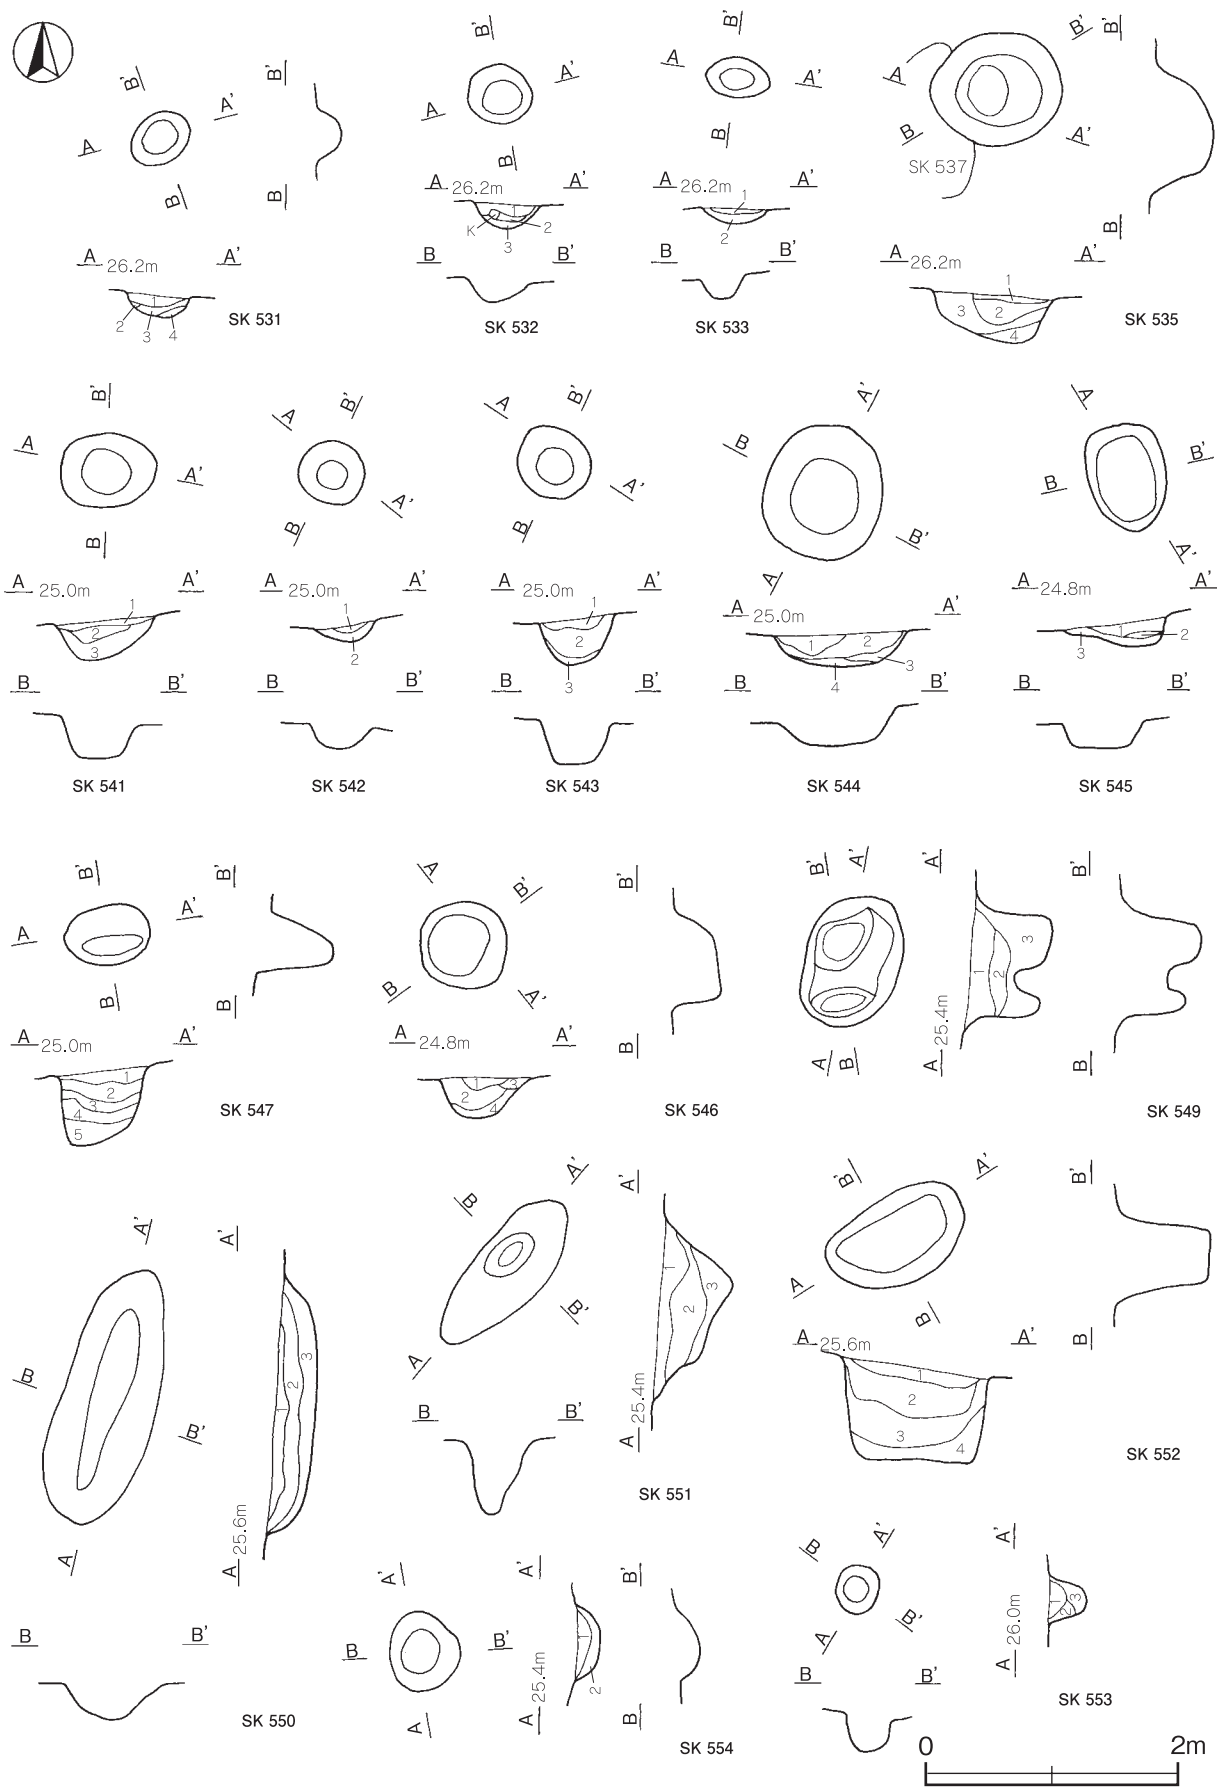 B'
A
A'
B
B'
B
A 26.2m A'
1
2 3 4
SK 531
B'
A'
A
B
A 26.2m A'
1
K 2
3
B B'
SK 532
B'
A
A'
B
A 26.2m A'
1
2
B B'
SK 533
B' B'
A
B
A'
SK 537
B
A 26.2m A'
1
3 2
4
SK 535
B'
A
A'
B
A 25.0m A'
1
2
3
B B'
SK 541
A B'
A'
B
A 25.0m A'
1
2
B B'
SK 542
A B'
A'
B
A 25.0m A'
1
2
3
B B'
SK 543
A'
B
B'
A
A 25.0m A'
1 2
3
4
B B'
SK 544
A
B'
B
A'
A 24.8m A'
1
2
3
B B'
SK 545
B' B'
A'
A
B B
A 25.0m A'
1
2
3
4
5
SK 547
A
B' B'
B
A'
B
A 24.8m A'
1 3
2 4
SK 546
B' A' A' B'
3
1 2
A B
A 25.4m
B
SK 549
A' A'
B
B'
A
3
2
1
A 25.6m
B B'
SK 550
A' A'
B
B'
A
1 3
2
A 25.4m
B B'
SK 551
B' A' B'
A
B
B
A 25.6m A'
1
2
3 4
SK 552
A' A' B'
B B'
1
2
A
A 25.4m
B
SK 554
B A' A'
B'
A
1 3
2
A 26.0m
B B'
SK 553
0 2m